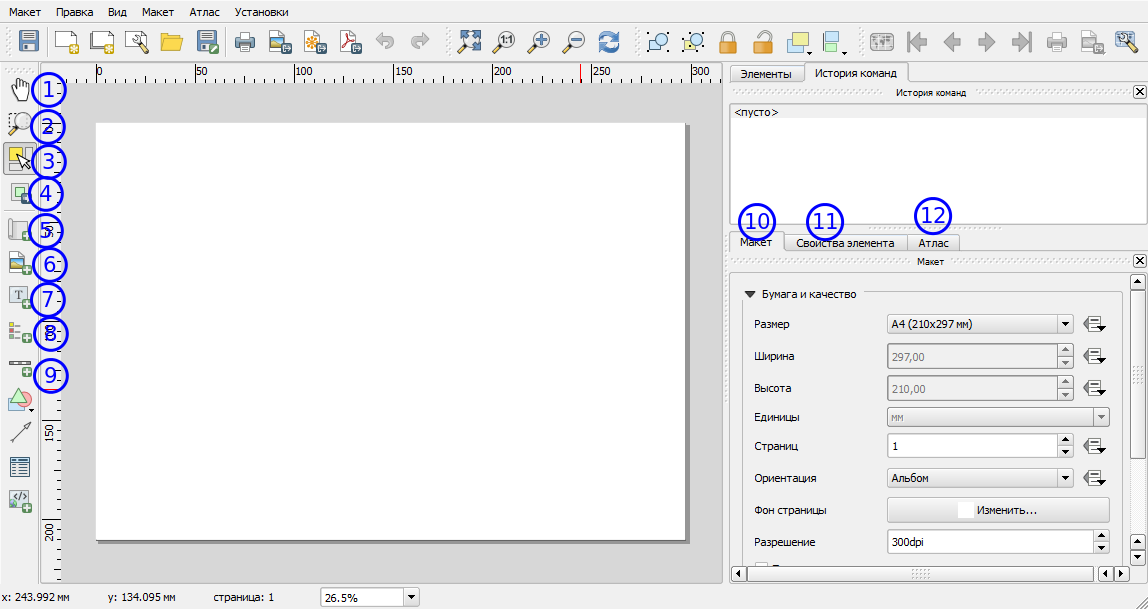 Макет Правка Вид Макет Атлас Установки
1:1
0 50 100 150 200 250 300
Элементы История команд
История команд
<пусто>
1
2
3
4
5
6
T 7
8
9
150
200
10 11 12
Макет Свойства элемента Атлас
Макет
Бумага и качество
Размер A4 (210x297 мм)
Ширина 297,00
Высота 210,00
Единицы мм
Страниц 1
Ориентация Альбом
Фон страницы Изменить...
Разрешение 300dpi
x: 243.992 мм y: 134.095 мм страница: 1 26.5%